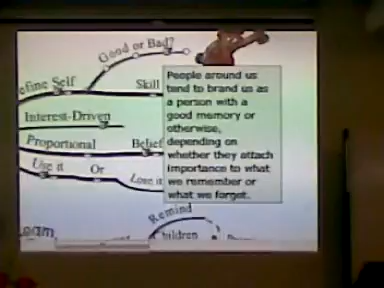 Good or Bad?
efine Self
Skill
People around us
tend to brand us as
a person with a
good memory or
otherwise,
depending on
whether they attach
importance to what
we remember or
what we forget.
Interest-Driven
Proportional
Belief
Use it
Or
Lose it
Remind
eam
hildren